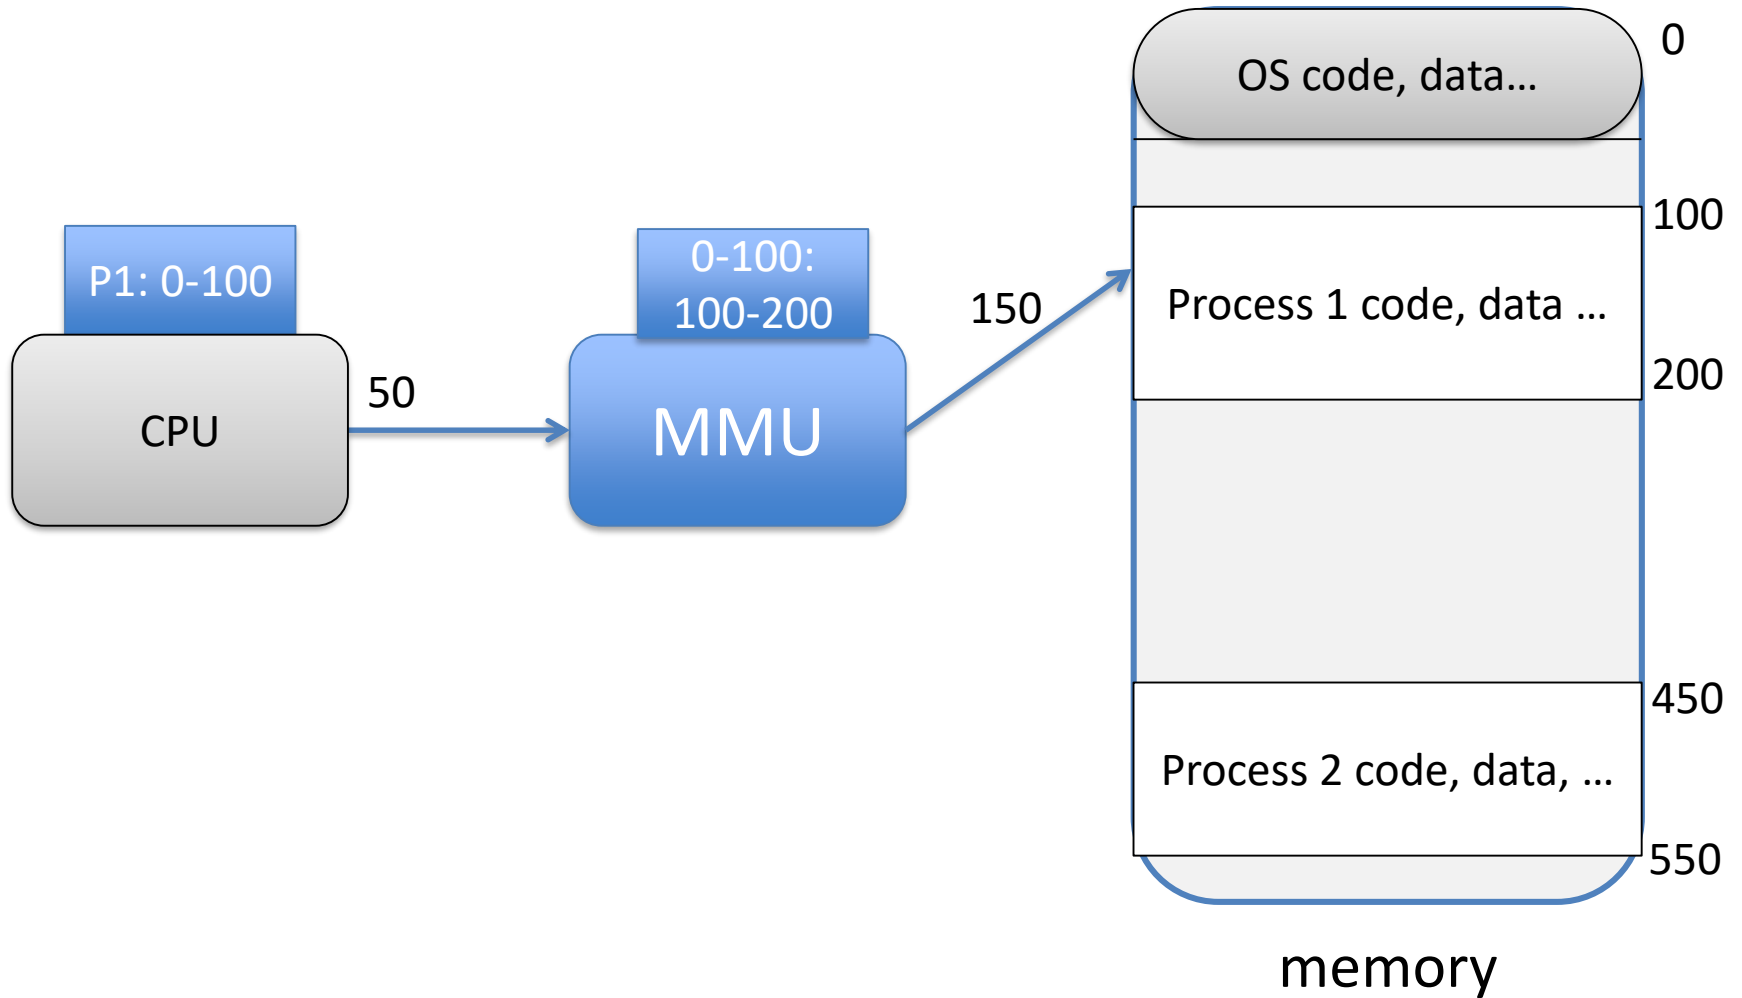 OS code, data…
0
100
P1: 0-100
0-100:
100-200
150
Process 1 code, data …
200
50
CPU
MMU
450
Process 2 code, data, …
550
memory